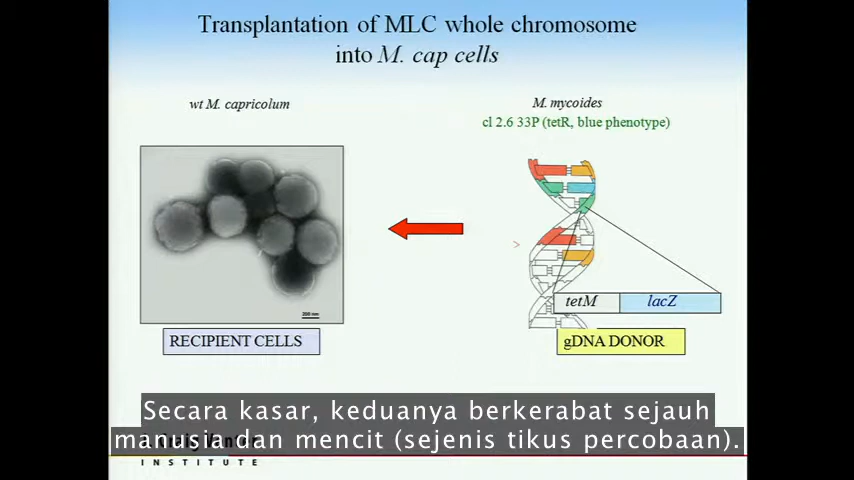 Transplantation of MLC whole chromosome
into M. cap cells
wt M. capricolum
M. mycoides
cl 2.6 33P (tetR, blue phenotype)
>
tetM lacZ
RECIPIENT CELLS
gDNA DONOR
Secara kasar, keduanya berkerabat sejauh
manusia dan mencit (sejenis tikus percobaan).
INSTITUTE